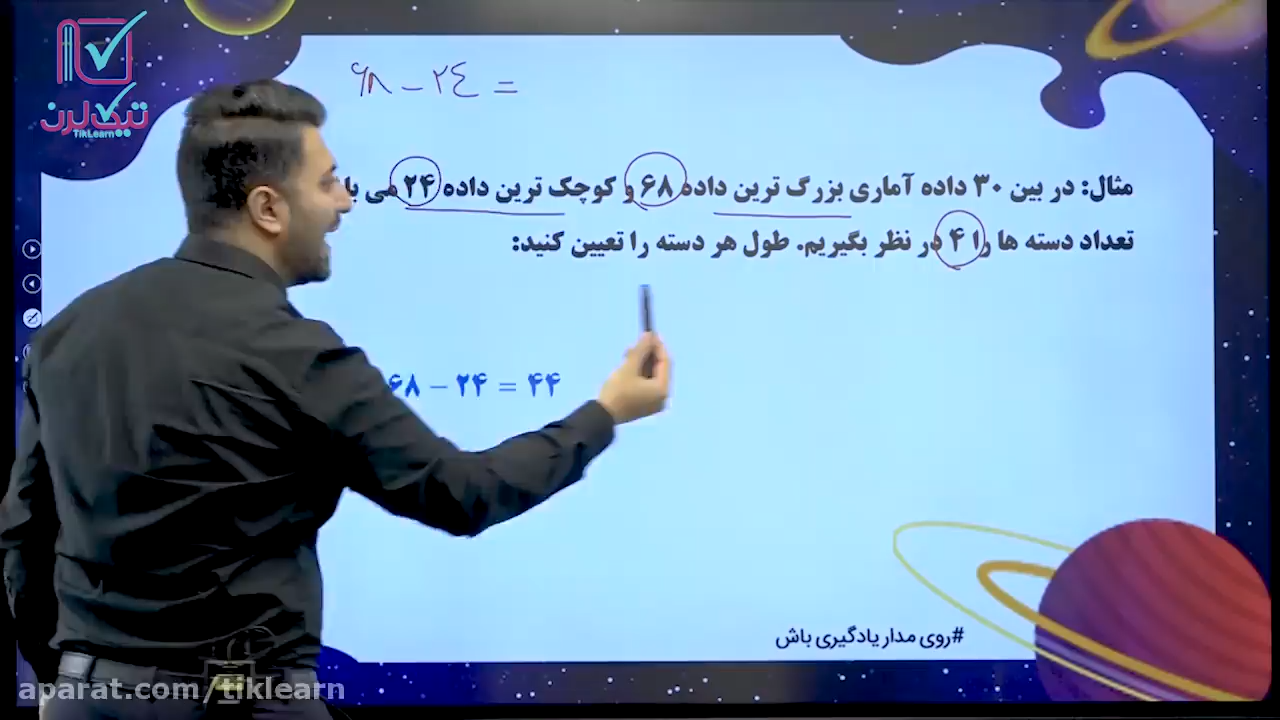 تیک‌لرن
TikLearn
۶۸ - ۲٤ =
مثال: در بین ۳۰ داده آماری بزرگ ترین داده ۶۸ و کوچک ترین داده ۲۴ می
تعداد دسته ها را ۴ در نظر بگیریم. طول هر دسته را تعیین کنید:
۶۸ – ۲۴ = ۴۴
#روی مدار یادگیری باش
aparat.com/tiklearn